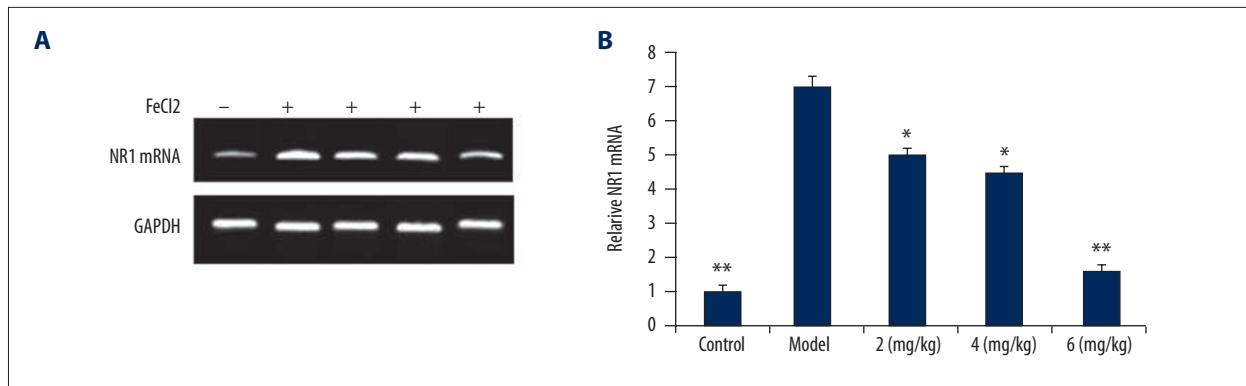 A
FeCl2 – + + + +
NR1 mRNA
GAPDH
B
Relarive NR1 mRNA
8
7
6
5
4
3
2
1
0
**
*
*
**
Control Model 2 (mg/kg) 4 (mg/kg) 6 (mg/kg)